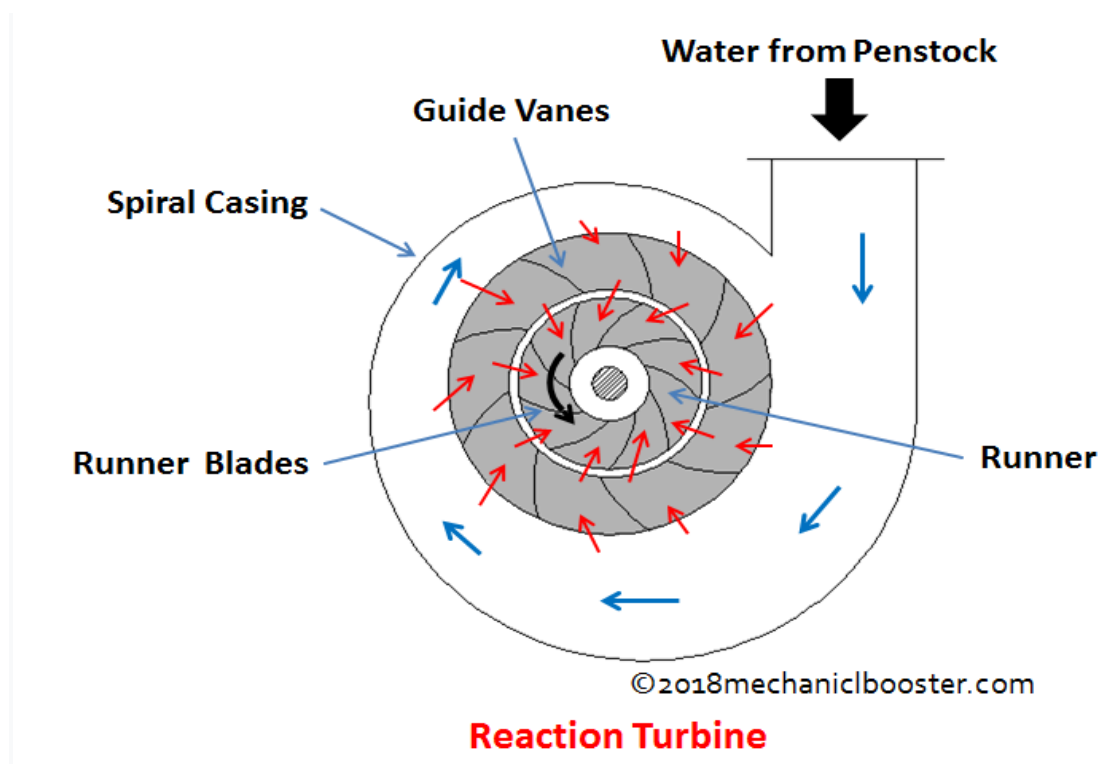 Water from Penstock
Guide Vanes
Spiral Casing
Runner Blades
Runner
©2018mechaniclbooster.com
Reaction Turbine